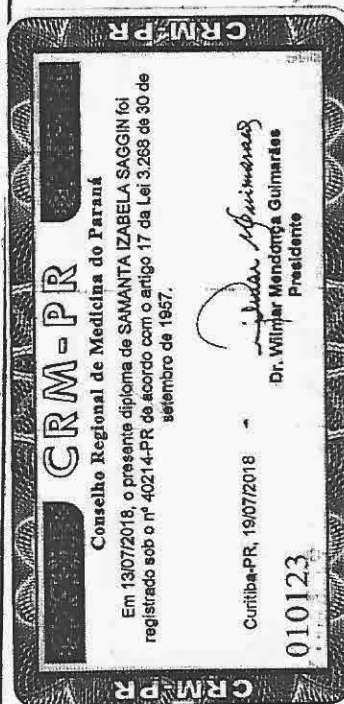 CRM-PR
CRM-PR
Conselho Regional de Medicina do Paraná
Em 13/07/2018, o presente diploma de SAMANTA IZABELA SAGGIN foi
registrado sob o nº 40214-PR de acordo com o artigo 17 da Lei 3.268 de 30 de
setembro de 1957.
Curitiba-PR, 19/07/2018 -
Dr. Wilmar Mendonça Guimarães
Presidente
010123
CRM-PR